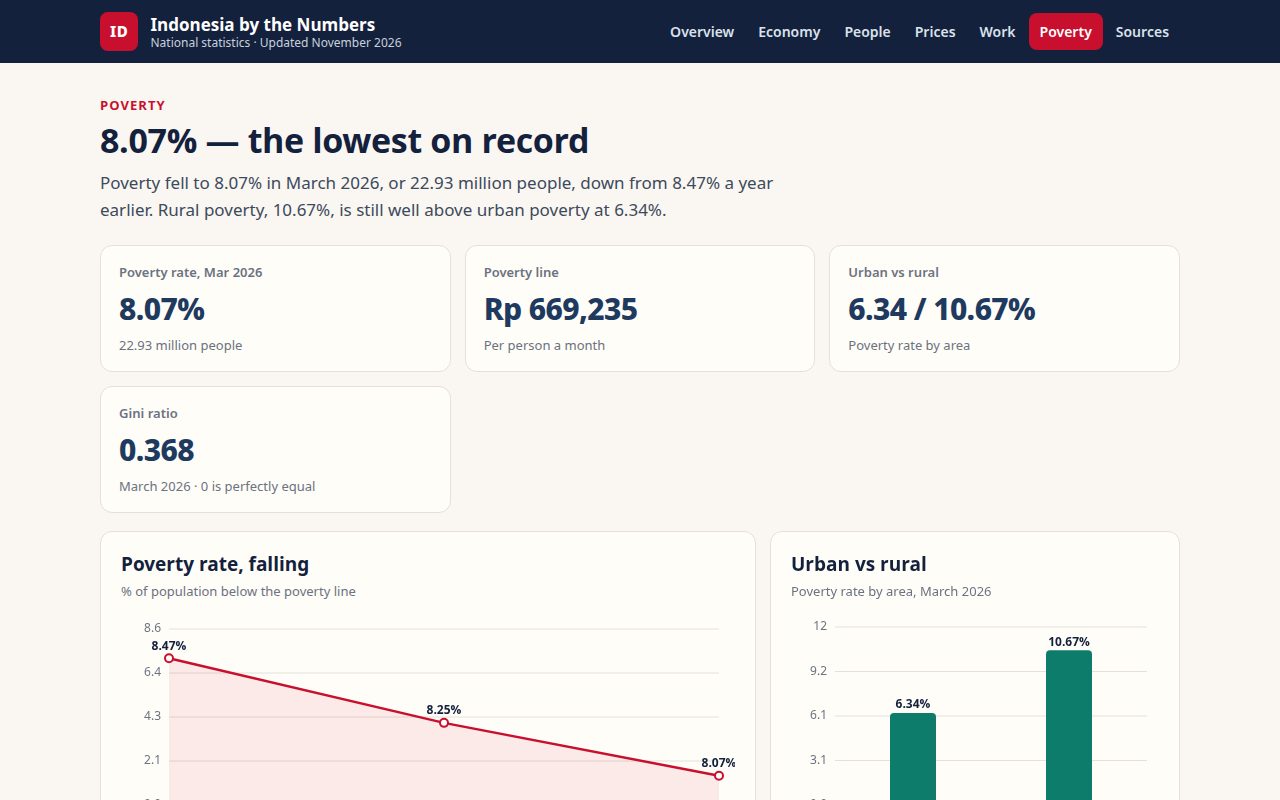 ID
Indonesia by the Numbers
National statistics · Updated November 2026
Overview
Economy
People
Prices
Work
Poverty
Sources
POVERTY
8.07% — the lowest on record
Poverty fell to 8.07% in March 2026, or 22.93 million people, down from 8.47% a year
earlier. Rural poverty, 10.67%, is still well above urban poverty at 6.34%.
Poverty rate, Mar 2026
8.07%
22.93 million people
Poverty line
Rp 669,235
Per person a month
Urban vs rural
6.34 / 10.67%
Poverty rate by area
Gini ratio
0.368
March 2026 · 0 is perfectly equal
Poverty rate, falling
% of population below the poverty line
8.6
8.47%
6.4
4.3
8.25%
2.1
8.07%
Urban vs rural
Poverty rate by area, March 2026
12
10.67%
9.2
6.34%
6.1
3.1